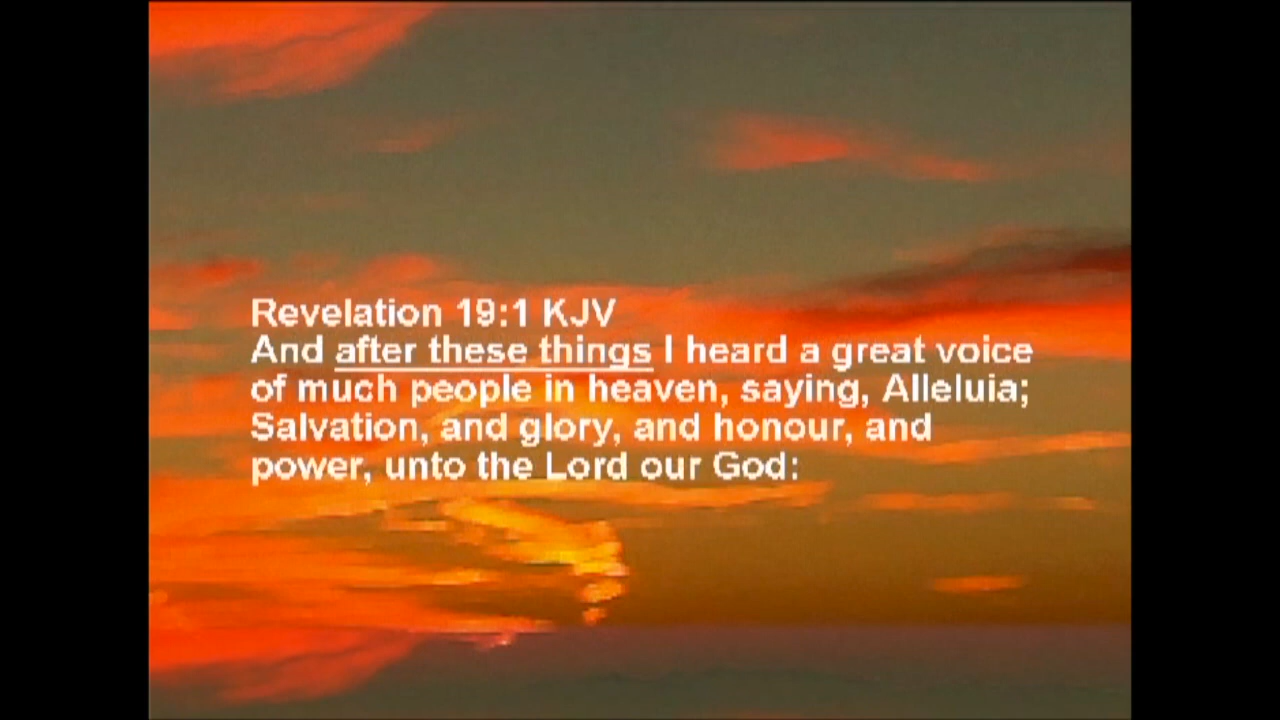 Revelation 19:1 KJV
And after these things I heard a great voice
of much people in heaven, saying, Alleluia;
Salvation, and glory, and honour, and
power, unto the Lord our God: